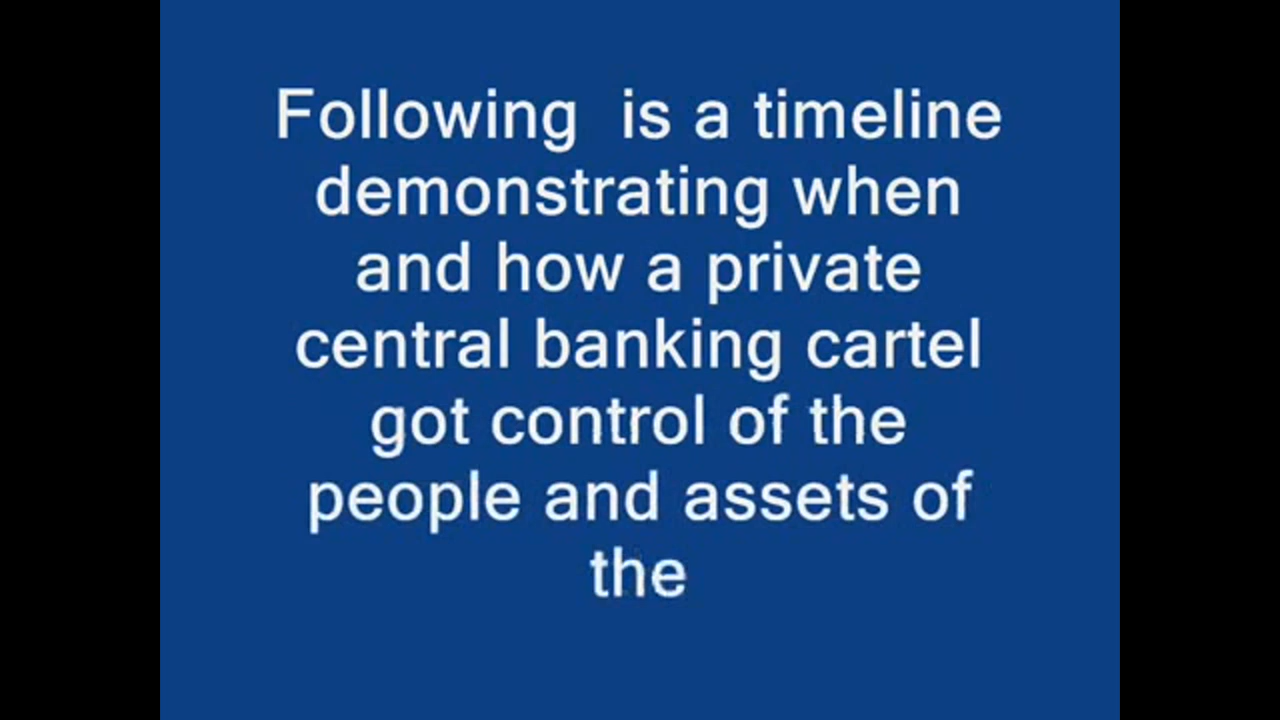 Following  is a timeline
demonstrating when
and how a private
central banking cartel
got control of the
people and assets of
the